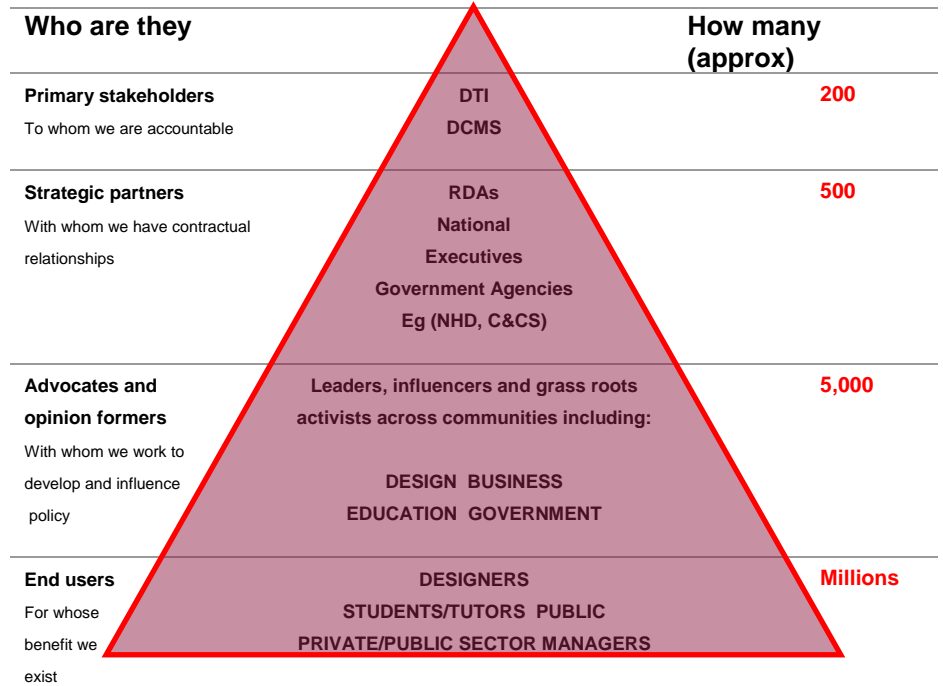 Who are they
How many
(approx)
Primary stakeholders
To whom we are accountable
DTI
DCMS
200
Strategic partners
With whom we have contractual
relationships
RDAs
National
Executives
Government Agencies
Eg (NHD, C&CS)
500
Advocates and
opinion formers
With whom we work to
develop and influence
policy
Leaders, influencers and grass roots
activists across communities including:
DESIGN BUSINESS
EDUCATION GOVERNMENT
5,000
End users
For whose
benefit we
exist
DESIGNERS
STUDENTS/TUTORS PUBLIC
PRIVATE/PUBLIC SECTOR MANAGERS
Millions